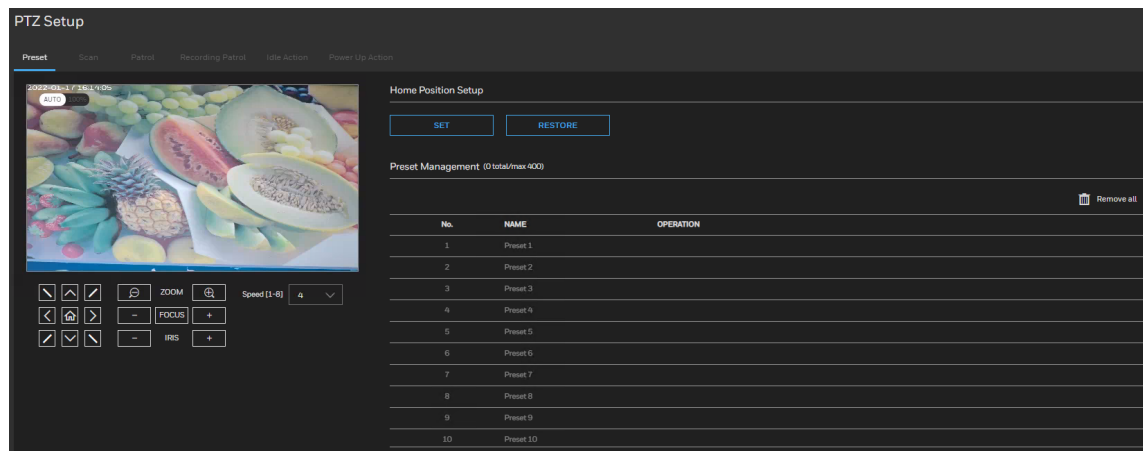 PTZ Setup
Preset Scan Patrol Recording Patrol Idle Action Power Up Action
2022-01-17 16:14:05
AUTO 100%
ZOOM
Speed [1-8] 4
- FOCUS +
- IRIS +
Home Position Setup
SET RESTORE
Preset Management (0 total/max 400)
Remove all
No. NAME OPERATION
1 Preset 1
2 Preset 2
3 Preset 3
4 Preset 4
5 Preset 5
6 Preset 6
7 Preset 7
8 Preset 8
9 Preset 9
10 Preset 10